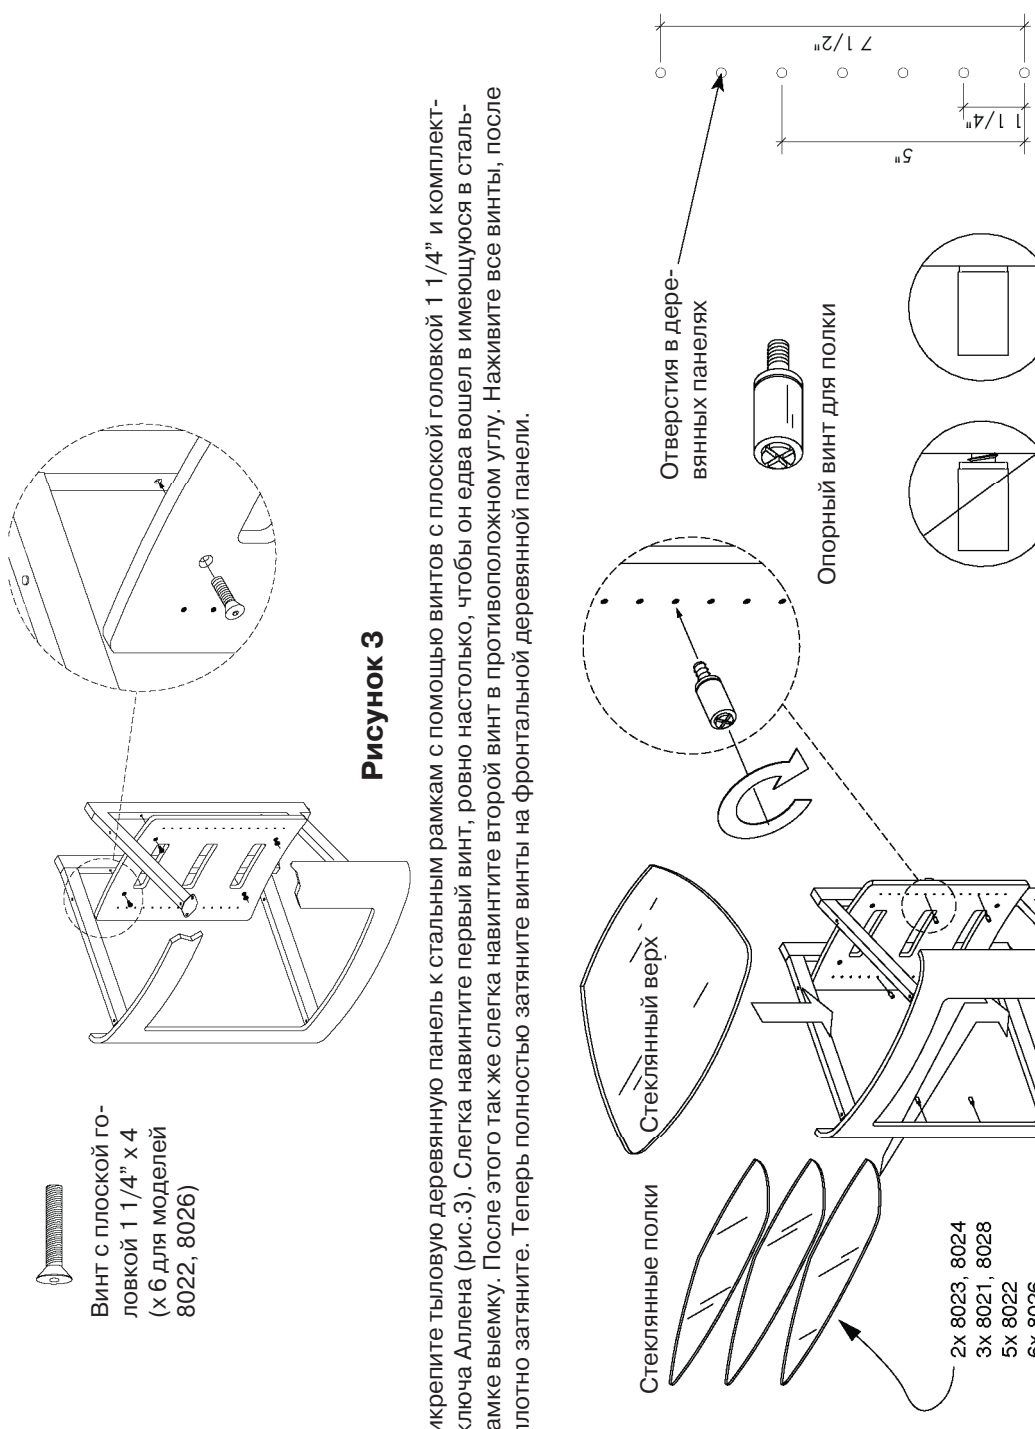 Винт с плоской го-
ловкой 1 1/4” x 4
(x 6 для моделей
8022, 8026)
Рисунок 3
икрепите тыловую деревянную панель к стальным рамкам с помощью винтов с плоской головкой 1 1/4” и комплект-
ключа Аллена (рис.3). Слегка навинтите первый винт, ровно настолько, чтобы он едва вошел в имеющуюся в сталь-
амке выемку. После этого так же слегка навинтите второй винт в противоположном углу. Наживите все винты, после
плотно затяните. Теперь полностью затяните винты на фронтальной деревянной панели.
Стеклянные полки
Стеклянный верх
Отверстия в дере-
вянных панелях
Опорный винт для полки
7 1/2"
5"
1 1/4"
2x 8023, 8024
3x 8021, 8028
5x 8022
6x 8026